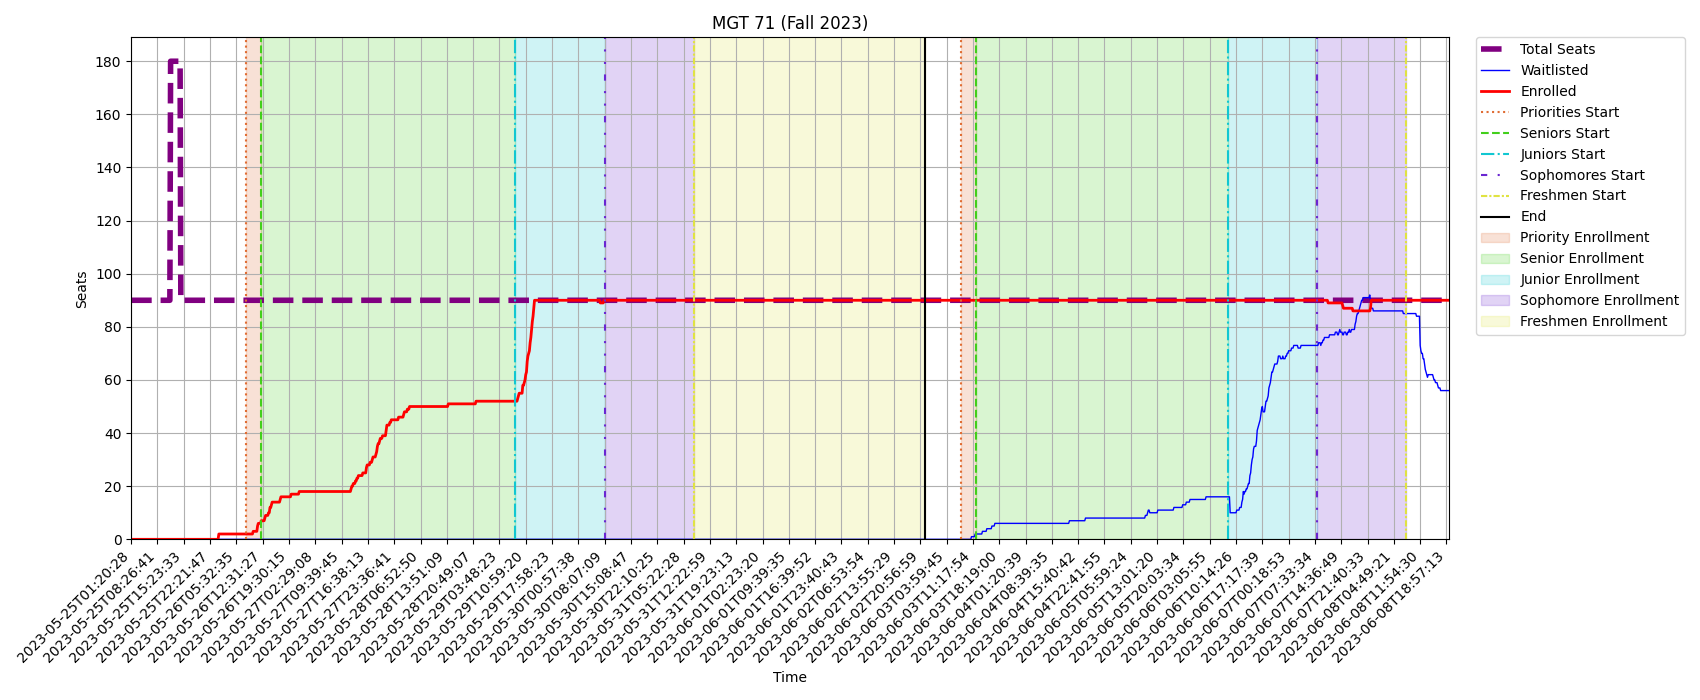 MGT 71 (Fall 2023)
Seats
180
160
140
120
100
80
60
40
20
0
2023-05-25T01:20:28
2023-05-25T08:26:41
2023-05-25T15:23:33
2023-05-25T22:21:47
2023-05-26T05:32:35
2023-05-26T12:31:27
2023-05-26T19:30:15
2023-05-27T02:29:08
2023-05-27T09:39:45
2023-05-27T16:38:13
2023-05-27T23:36:41
2023-05-28T06:52:50
2023-05-28T13:51:09
2023-05-28T20:49:07
2023-05-29T03:48:23
2023-05-29T10:59:20
2023-05-29T17:58:23
2023-05-30T00:57:38
2023-05-30T08:07:09
2023-05-30T15:08:47
2023-05-30T22:10:25
2023-05-31T05:22:28
2023-05-31T12:22:59
2023-05-31T19:23:13
2023-06-01T02:23:20
2023-06-01T09:39:35
2023-06-01T16:39:52
2023-06-01T23:40:43
2023-06-02T06:53:54
2023-06-02T13:55:29
2023-06-02T20:56:59
2023-06-03T03:59:45
2023-06-03T11:17:54
2023-06-03T18:19:00
2023-06-04T01:20:39
2023-06-04T08:39:35
2023-06-04T15:40:42
2023-06-04T22:41:55
2023-06-05T05:59:24
2023-06-05T13:01:20
2023-06-05T20:03:34
2023-06-06T03:05:55
2023-06-06T10:14:26
2023-06-06T17:17:39
2023-06-07T00:18:53
2023-06-07T07:33:34
2023-06-07T14:36:49
2023-06-07T21:40:33
2023-06-08T04:49:21
2023-06-08T11:54:30
2023-06-08T18:57:13
Time
Total Seats
Waitlisted
Enrolled
Priorities Start
Seniors Start
Juniors Start
Sophomores Start
Freshmen Start
End
Priority Enrollment
Senior Enrollment
Junior Enrollment
Sophomore Enrollment
Freshmen Enrollment